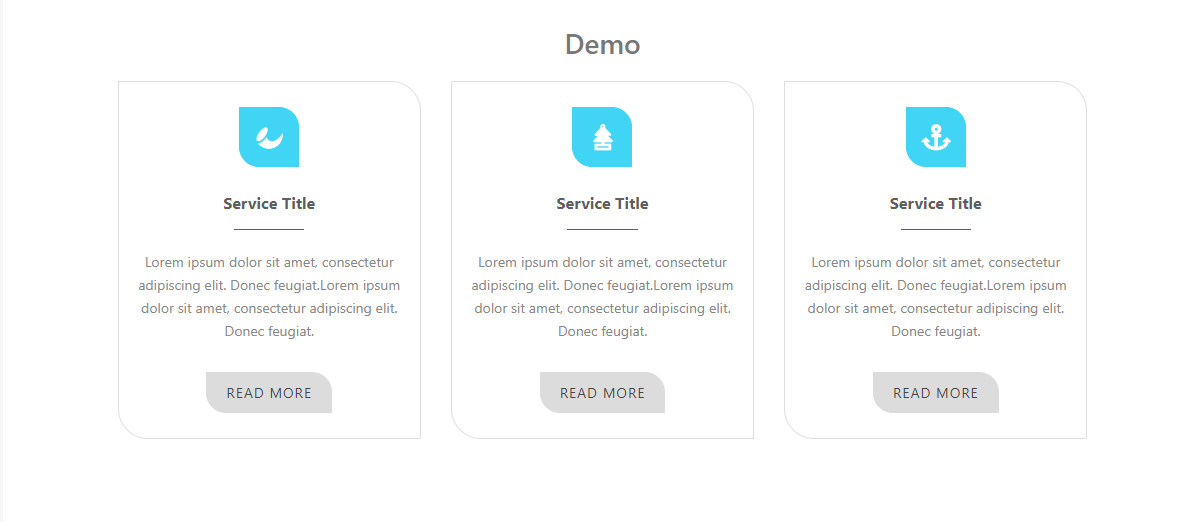 Demo
Service Title
Lorem ipsum dolor sit amet, consectetur
adipiscing elit. Donec feugiat.Lorem ipsum
dolor sit amet, consectetur adipiscing elit.
Donec feugiat.
READ MORE
Service Title
Lorem ipsum dolor sit amet, consectetur
adipiscing elit. Donec feugiat.Lorem ipsum
dolor sit amet, consectetur adipiscing elit.
Donec feugiat.
READ MORE
Service Title
Lorem ipsum dolor sit amet, consectetur
adipiscing elit. Donec feugiat.Lorem ipsum
dolor sit amet, consectetur adipiscing elit.
Donec feugiat.
READ MORE